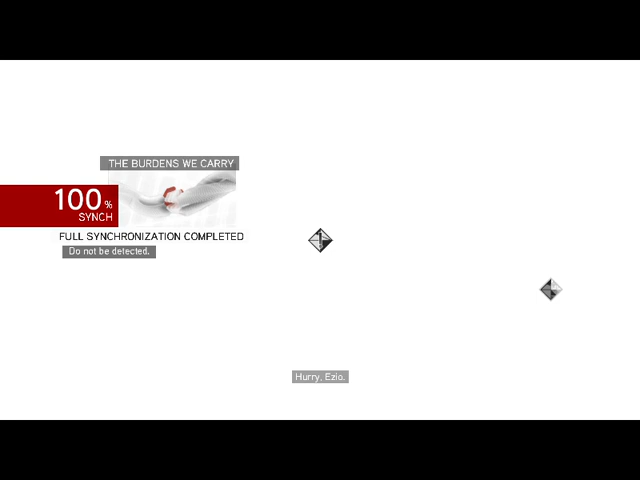 THE BURDENS WE CARRY
100%
SYNCH
FULL SYNCHRONIZATION COMPLETED
Do not be detected.
Hurry, Ezio.